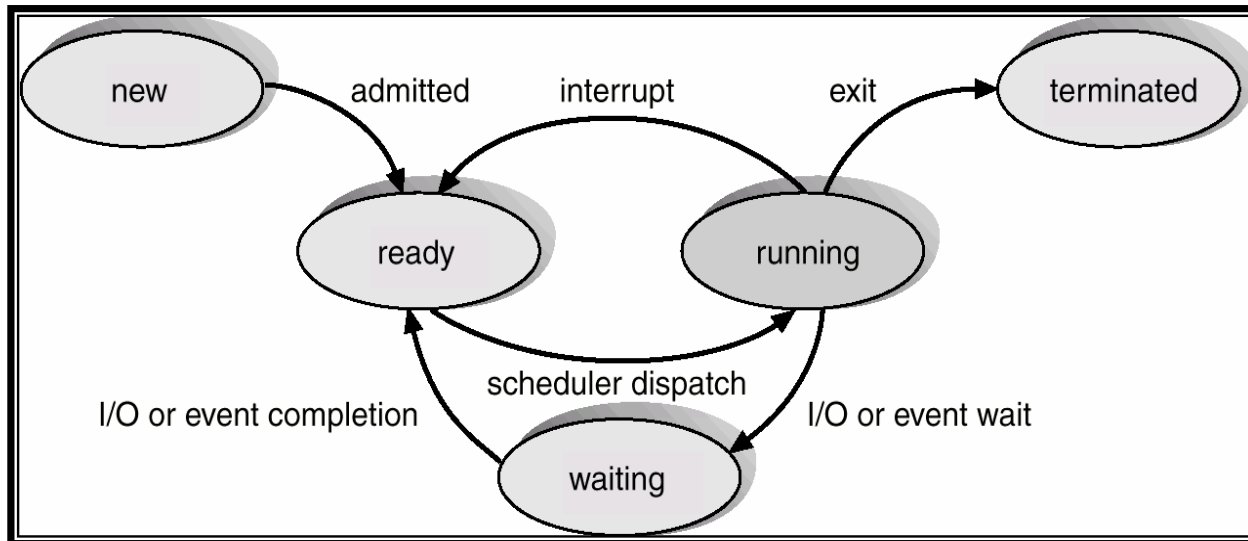 new
admitted
interrupt
exit
terminated
ready
running
scheduler dispatch
I/O or event completion
I/O or event wait
waiting